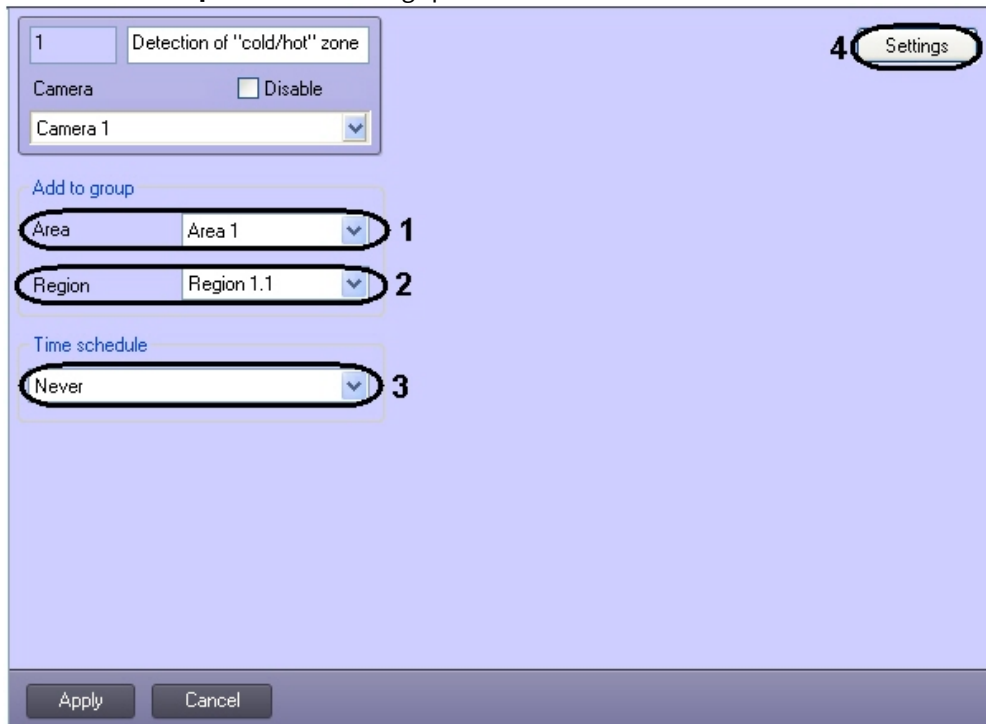 1 Detection of "cold/hot" zone
4 Settings
Camera Disable
Camera 1
Add to group
Area Area 1 1
Region Region 1.1 2
Time schedule
Never 3
Apply Cancel